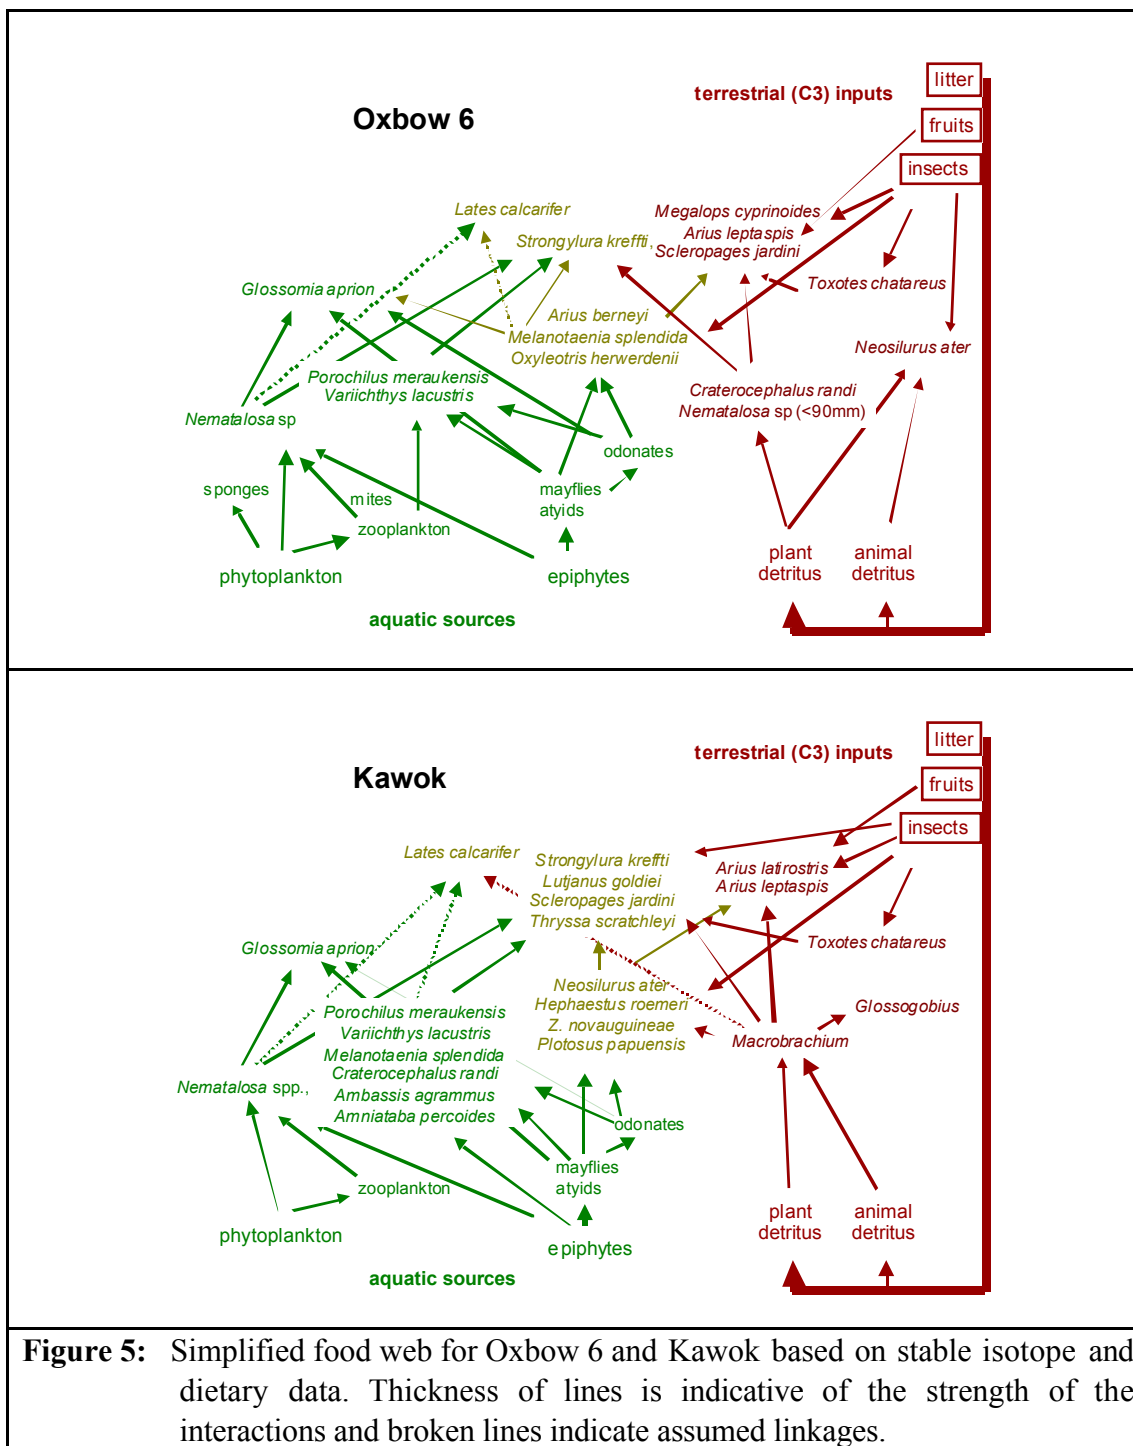 litter
terrestrial (C3) inputs
Oxbow 6
fruits
insects
Lates calcarifer
Megalops cyprinoides
Strongylura kreffti,
Arius leptaspis
Scleropages jardini
Glossomia aprion
Toxotes chatareus
Arius berneyi
Melanotaenia splendida
Oxyleotris herwerdenii
Neosilurus ater
Porochilus meraukensis
Variichthys lacustris
Craterocephalus randi
Nematalosa sp (<90mm)
Nematalosa sp
odonates
sponges
mites
mayflies
atyids
zooplankton
phytoplankton
epiphytes
plant
detritus
animal
detritus
aquatic sources
litter
terrestrial (C3) inputs
Kawok
fruits
insects
Lates calcarifer
Strongylura kreffti
Lutjanus goldiei
Scleropages jardini
Thryssa scratchleyi
Arius latirostris
Arius leptaspis
Glossomia aprion
Toxotes chatareus
Neosilurus ater
Hephaestus roemeri
Z. novauguineae
Plotosus papuensis
Glossogobius
Porochilus meraukensis
Variichthys lacustris
Melanotaenia splendida
Craterocephalus randi
Ambassis agrammus
Amniataba percoides
Macrobrachium
Nematalosa spp.,
odonates
mayflies
atyids
zooplankton
phytoplankton
epiphytes
plant
detritus
animal
detritus
aquatic sources
Figure 5: Simplified food web for Oxbow 6 and Kawok based on stable isotope and
dietary data. Thickness of lines is indicative of the strength of the
interactions and broken lines indicate assumed linkages.